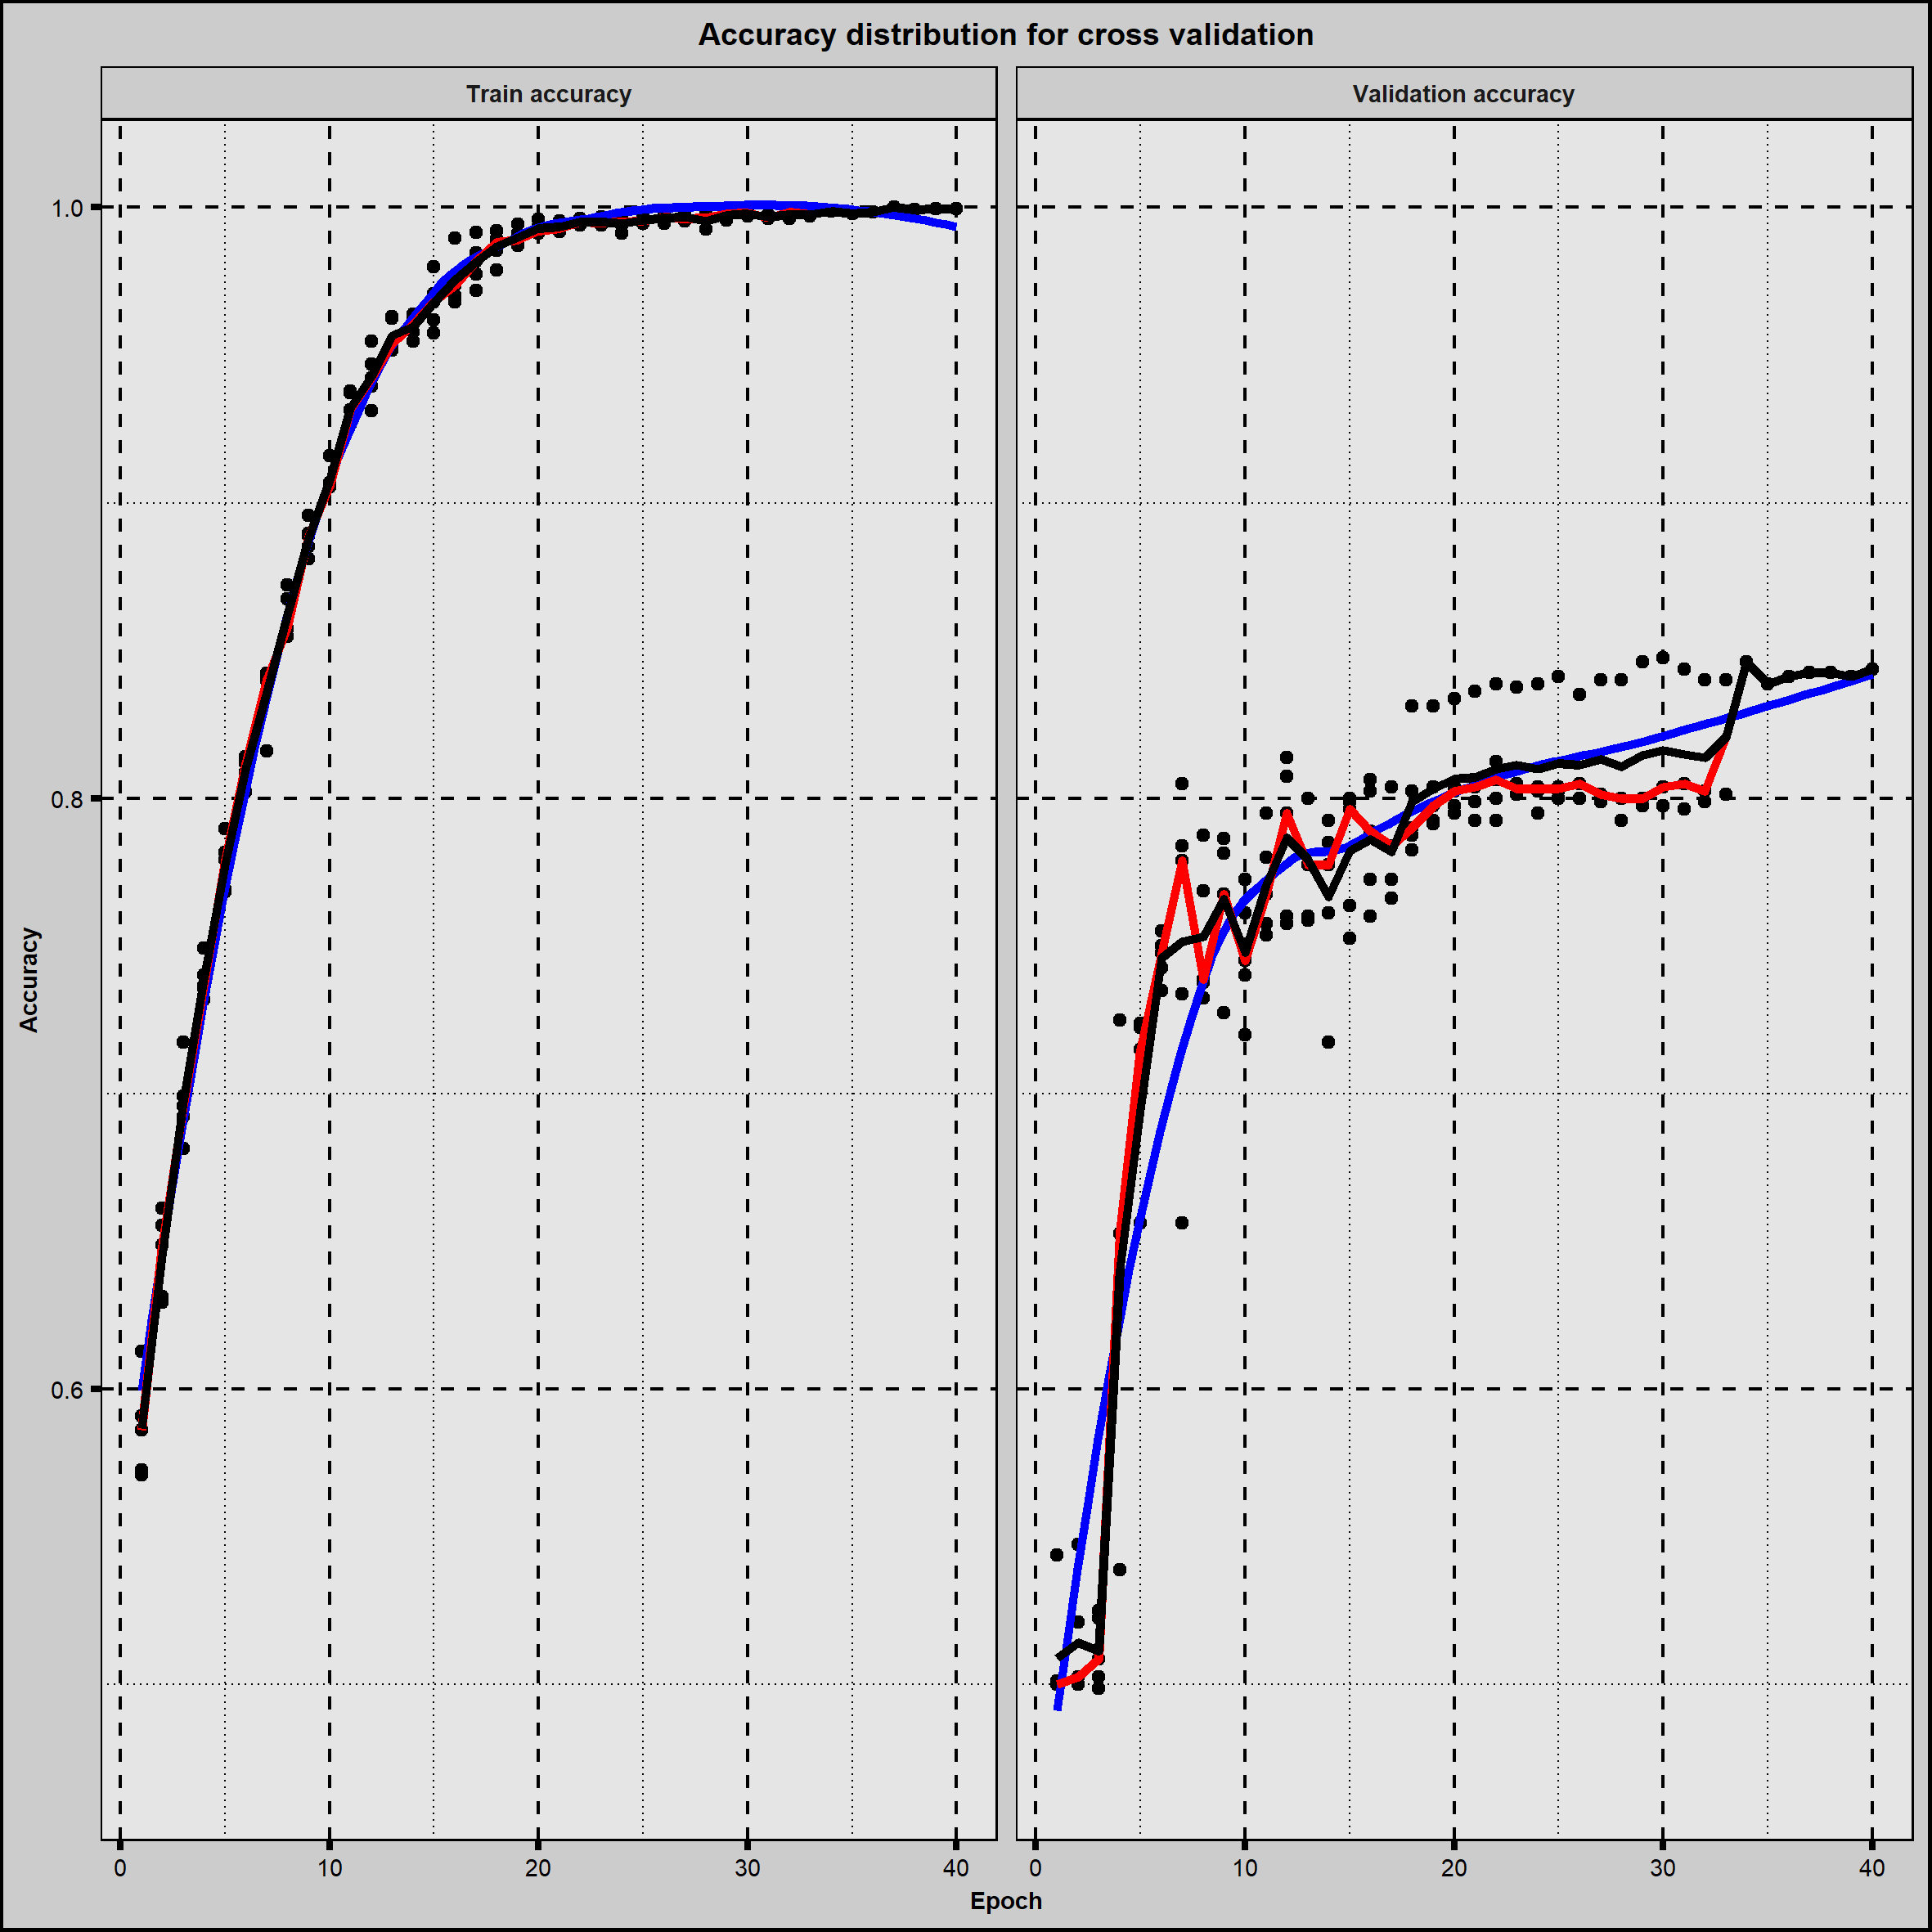 Accuracy distribution for cross validation
Train accuracy
Validation accuracy
1.0
0.8
0.6
Accuracy
0 10 20 30 40
0 10 20 30 40
Epoch